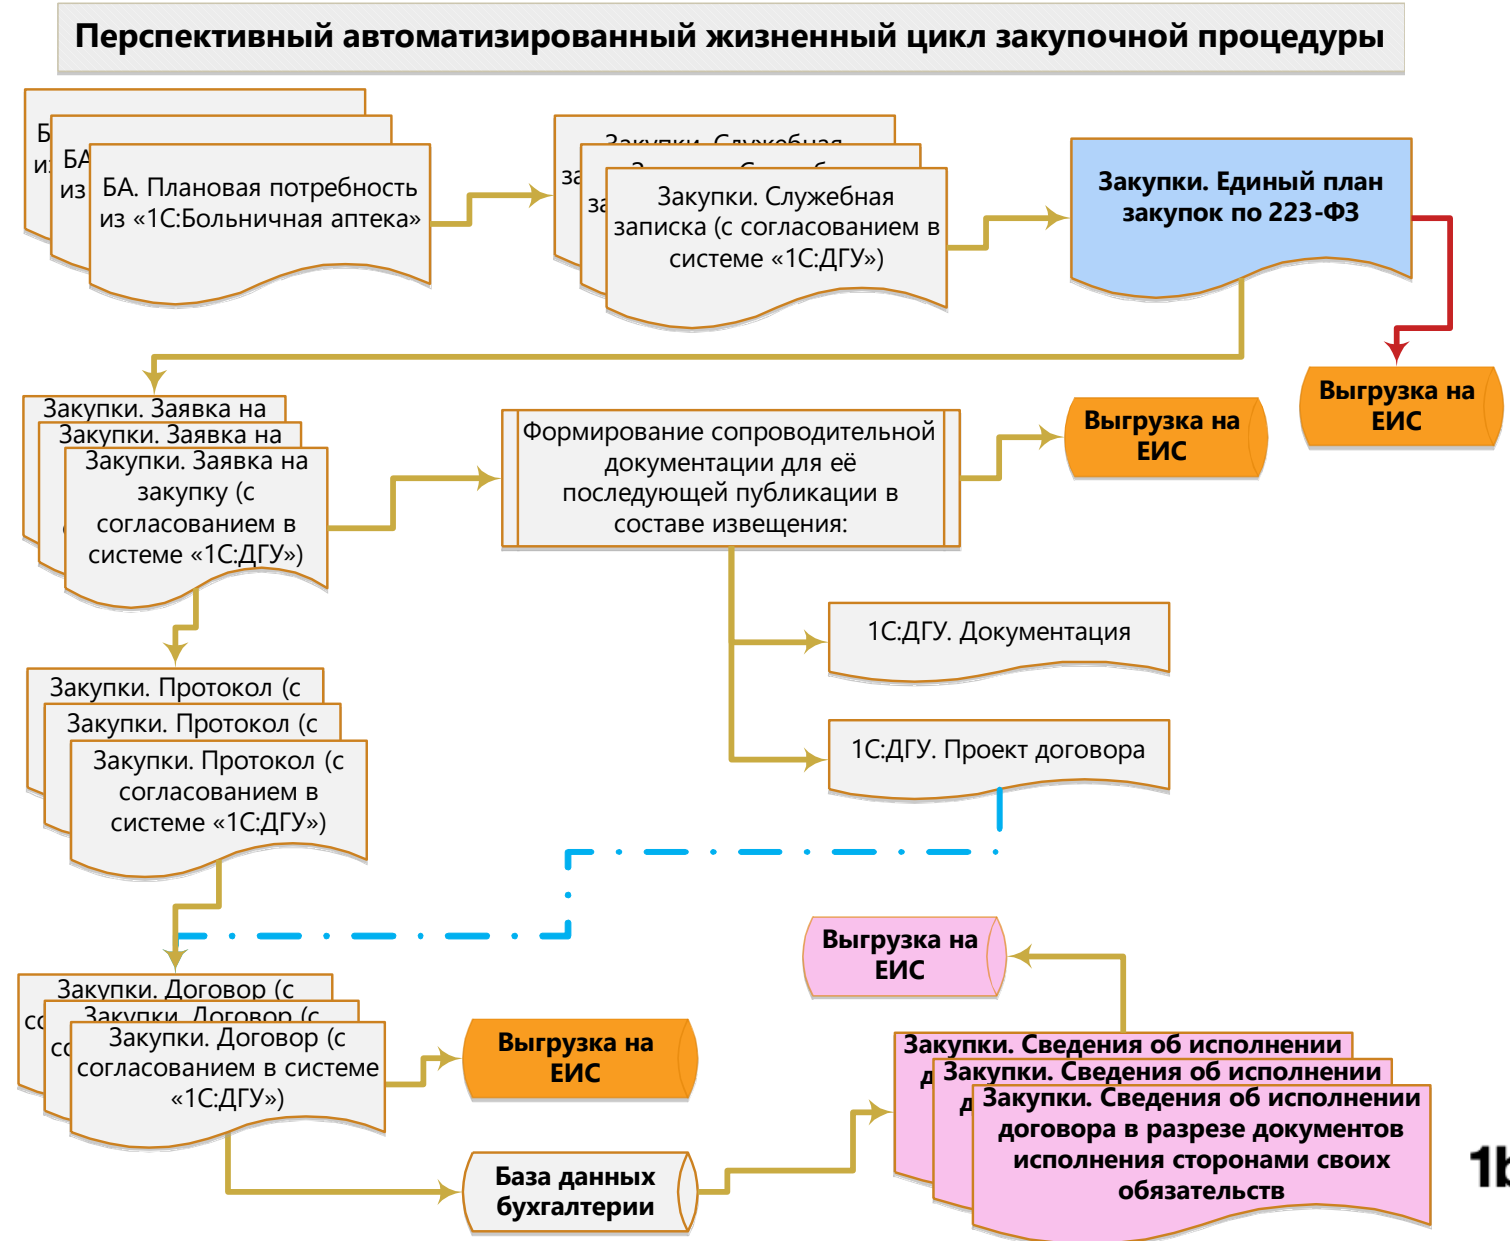 Перспективный автоматизированный жизненный цикл закупочной процедуры
БА. Плановая потребность
из «1С:Больничная аптека»
Закупки. Служебная
Закупки. Служебная
записка (с согласованием в
системе «1С:ДГУ»)
Закупки. Единый план
закупок по 223-ФЗ
Выгрузка на
ЕИС
Закупки. Заявка на
Закупки. Заявка на
Закупки. Заявка на
закупку (с
согласованием в
системе «1С:ДГУ»)
Формирование сопроводительной
документации для её
последующей публикации в
составе извещения:
Выгрузка на
ЕИС
1С:ДГУ. Документация
1С:ДГУ. Проект договора
Закупки. Протокол (с
Закупки. Протокол (с
Закупки. Протокол (с
согласованием в
системе «1С:ДГУ»)
Закупки. Договор (с
Закупки. Договор (с
Закупки. Договор (с
согласованием в системе
«1С:ДГУ»)
Выгрузка на
ЕИС
База данных
бухгалтерии
Выгрузка на
ЕИС
Закупки. Сведения об исполнении
Закупки. Сведения об исполнении
Закупки. Сведения об исполнении
договора в разрезе документов
исполнения сторонами своих
обязательств